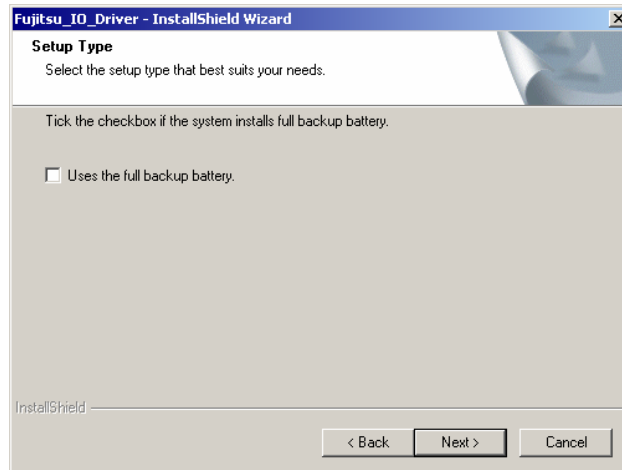 Fujitsu_IO_Driver - InstallShield Wizard
Setup Type
Select the setup type that best suits your needs.
Tick the checkbox if the system installs full backup battery.
Uses the full backup battery.
InstallShield
< Back Next > Cancel